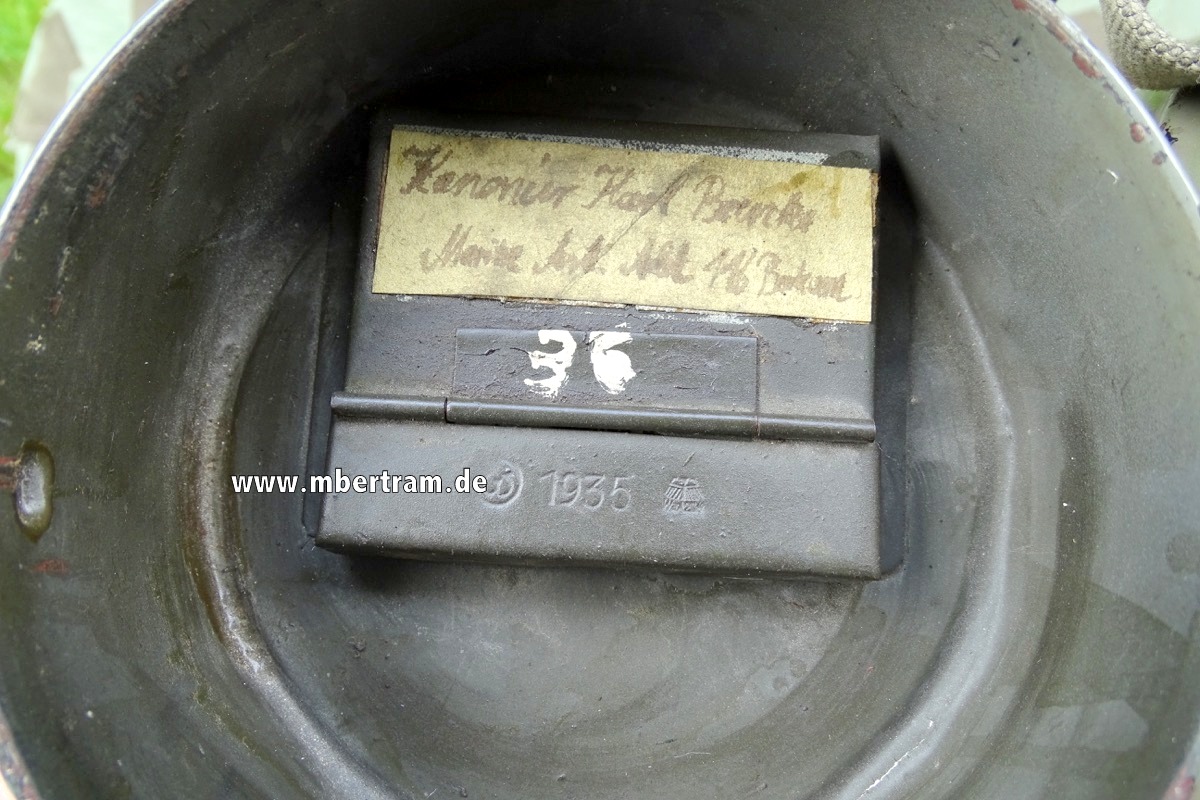 Kanonier Karl
Marine Art. Abt. 116 Borkum
36
www.mbertram.de
1935